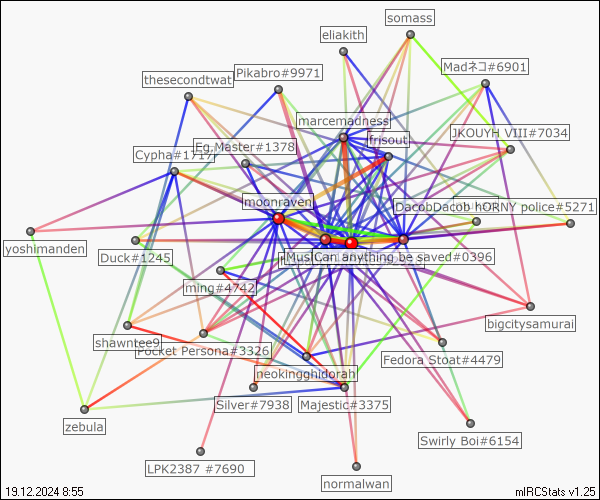 somass
eliakith
Madネコ#6901
Pikabro#9971
thesecondtwat
marcemadness
JKOUYH VIII#7034
frisout
Eg.Master#1378
Cypha#1717
moonraven
DacobDacob hORNY police#5271
yoshimanden
Duck#1245
Musi
Can anything be saved#0396
ming#4742
bigcitysamurai
shawntee9
Pocket Persona#3326
Fedora Stoat#4479
neokingghidorah
Silver#7938
Majestic#3375
zebula
Swirly Boi#6154
LPK2387 #7690
normalwan
19.12.2024 8:55
mIRCStats v1.25